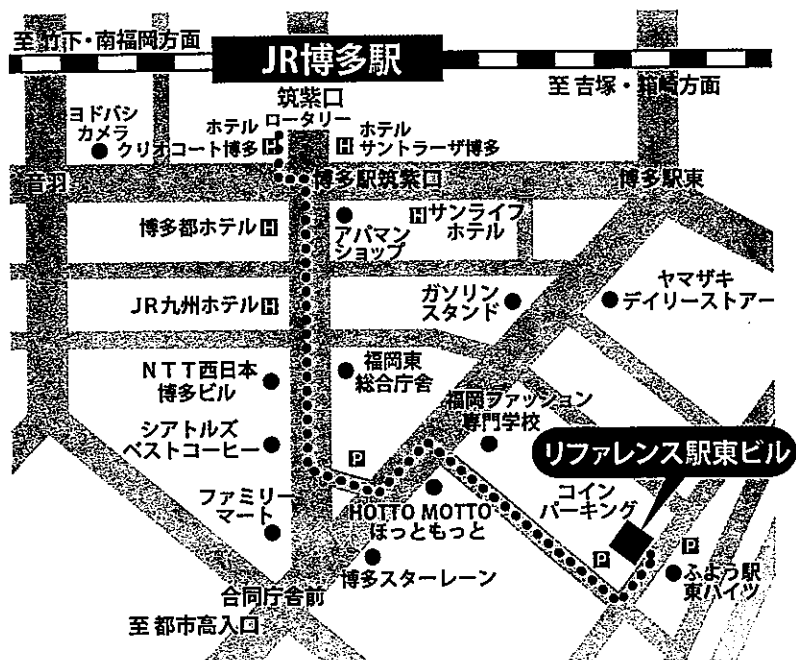 至 竹下・南福岡方面
JR博多駅
至 吉塚・箱崎方面
筑紫口
ロータリー
ヨドバシ
カメラ
ホテル
クリオコート博多 H
H ホテル
サントラーザ博多
音羽
博多駅筑紫口
博多駅東
博多都ホテル H
アパマン
ショップ
H サンライフ
ホテル
JR九州ホテル H
ガソリン
スタンド
ヤマザキ
デイリーストアー
NTT西日本
博多ビル
福岡東
総合庁舎
福岡ファッション
専門学校
シアトルズ
ベストコーヒー
P
リファレンス駅東ビル
ファミリー
マート
HOTTO MOTTO
ほっともっと
コイン
パーキング
P
P
博多スターレーン
ふよう駅
東ハイツ
合同庁舎前
至 都市高入口